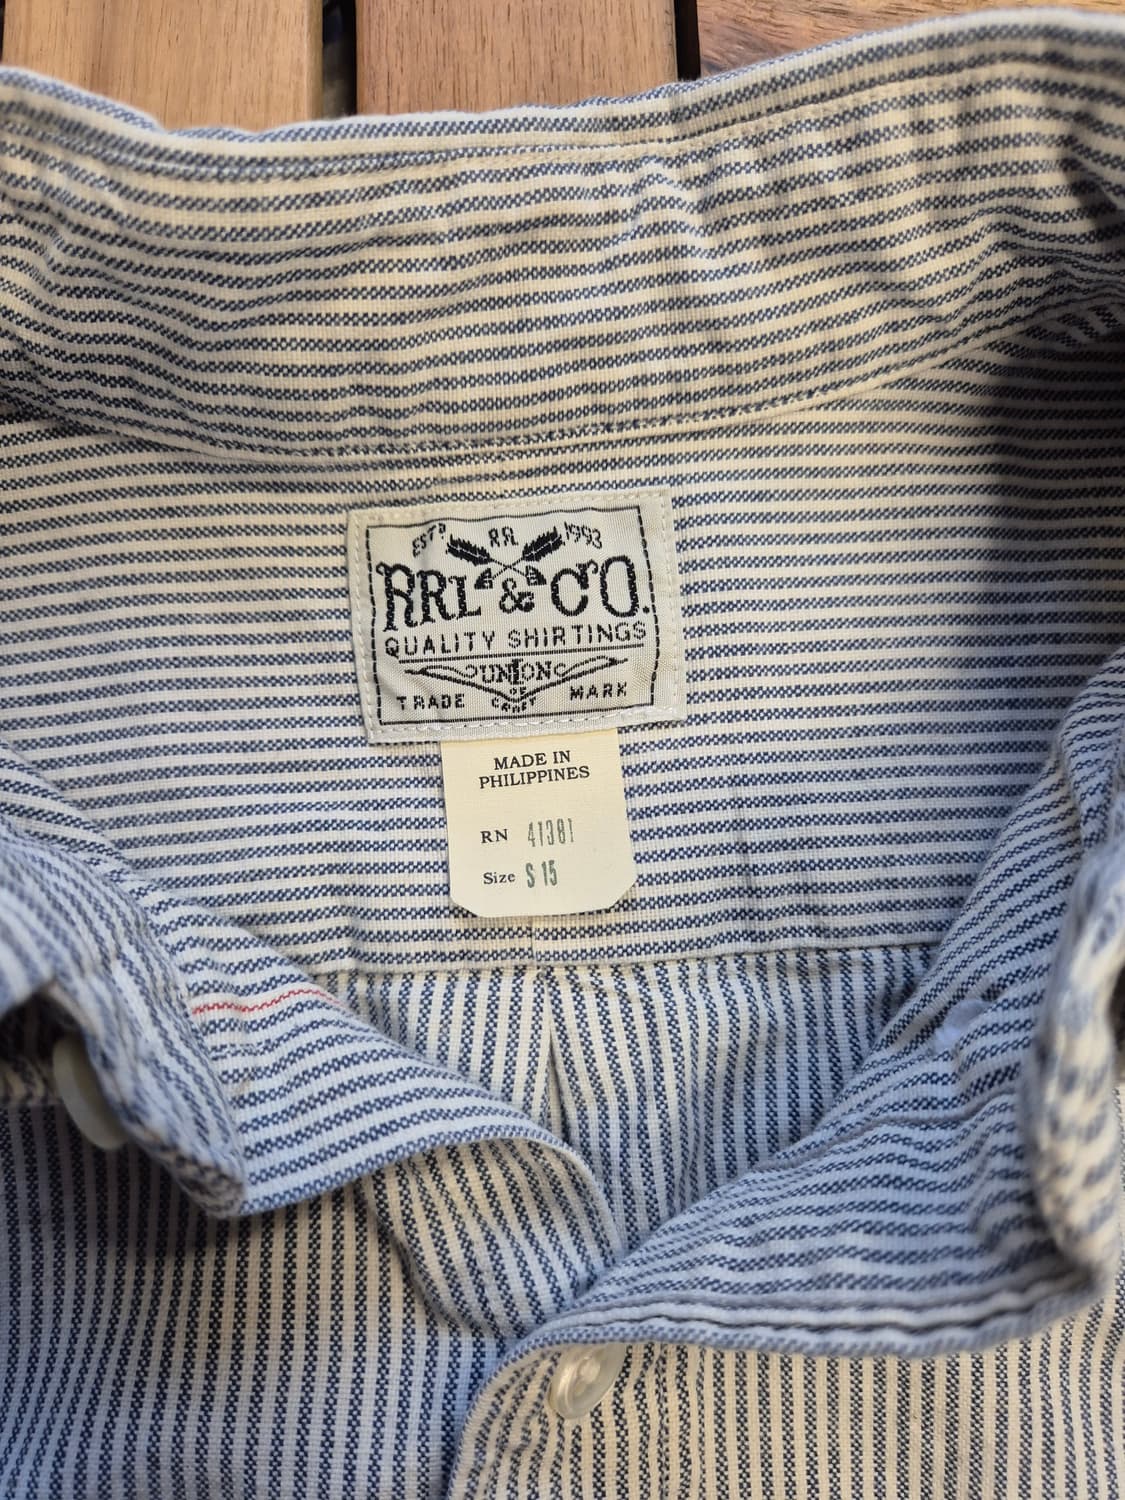 ESTD RRL 1993
RRL & CO.
QUALITY SHIRTINGS
UNION
TRADE MARK
MADE IN
PHILIPPINES
RN 41381
Size S 15